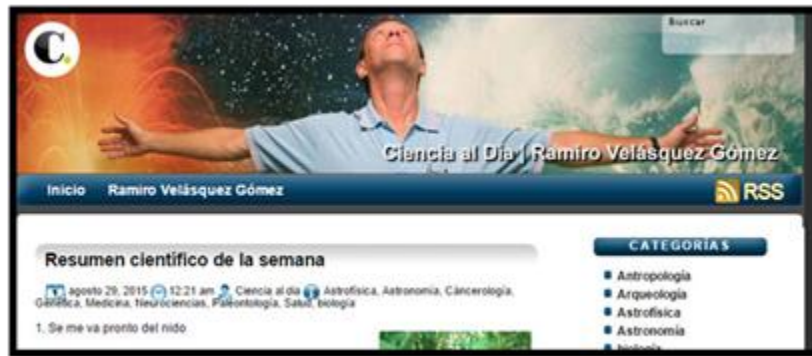 C.
Buscar
Ciencia al Día | Ramiro Velásquez Gómez
Inicio Ramiro Velásquez Gómez
RSS
Resumen científico de la semana
agosto 29, 2015 12:21 am Ciencia al día Astrofísica, Astronomía, Cáncerología,
Genética, Medicina, Neurociencias, Paleontología, Salud, biología
1. Se me va pronto del nido
CATEGORÍAS
Antropología
Arqueología
Astrofísica
Astronomía
biología